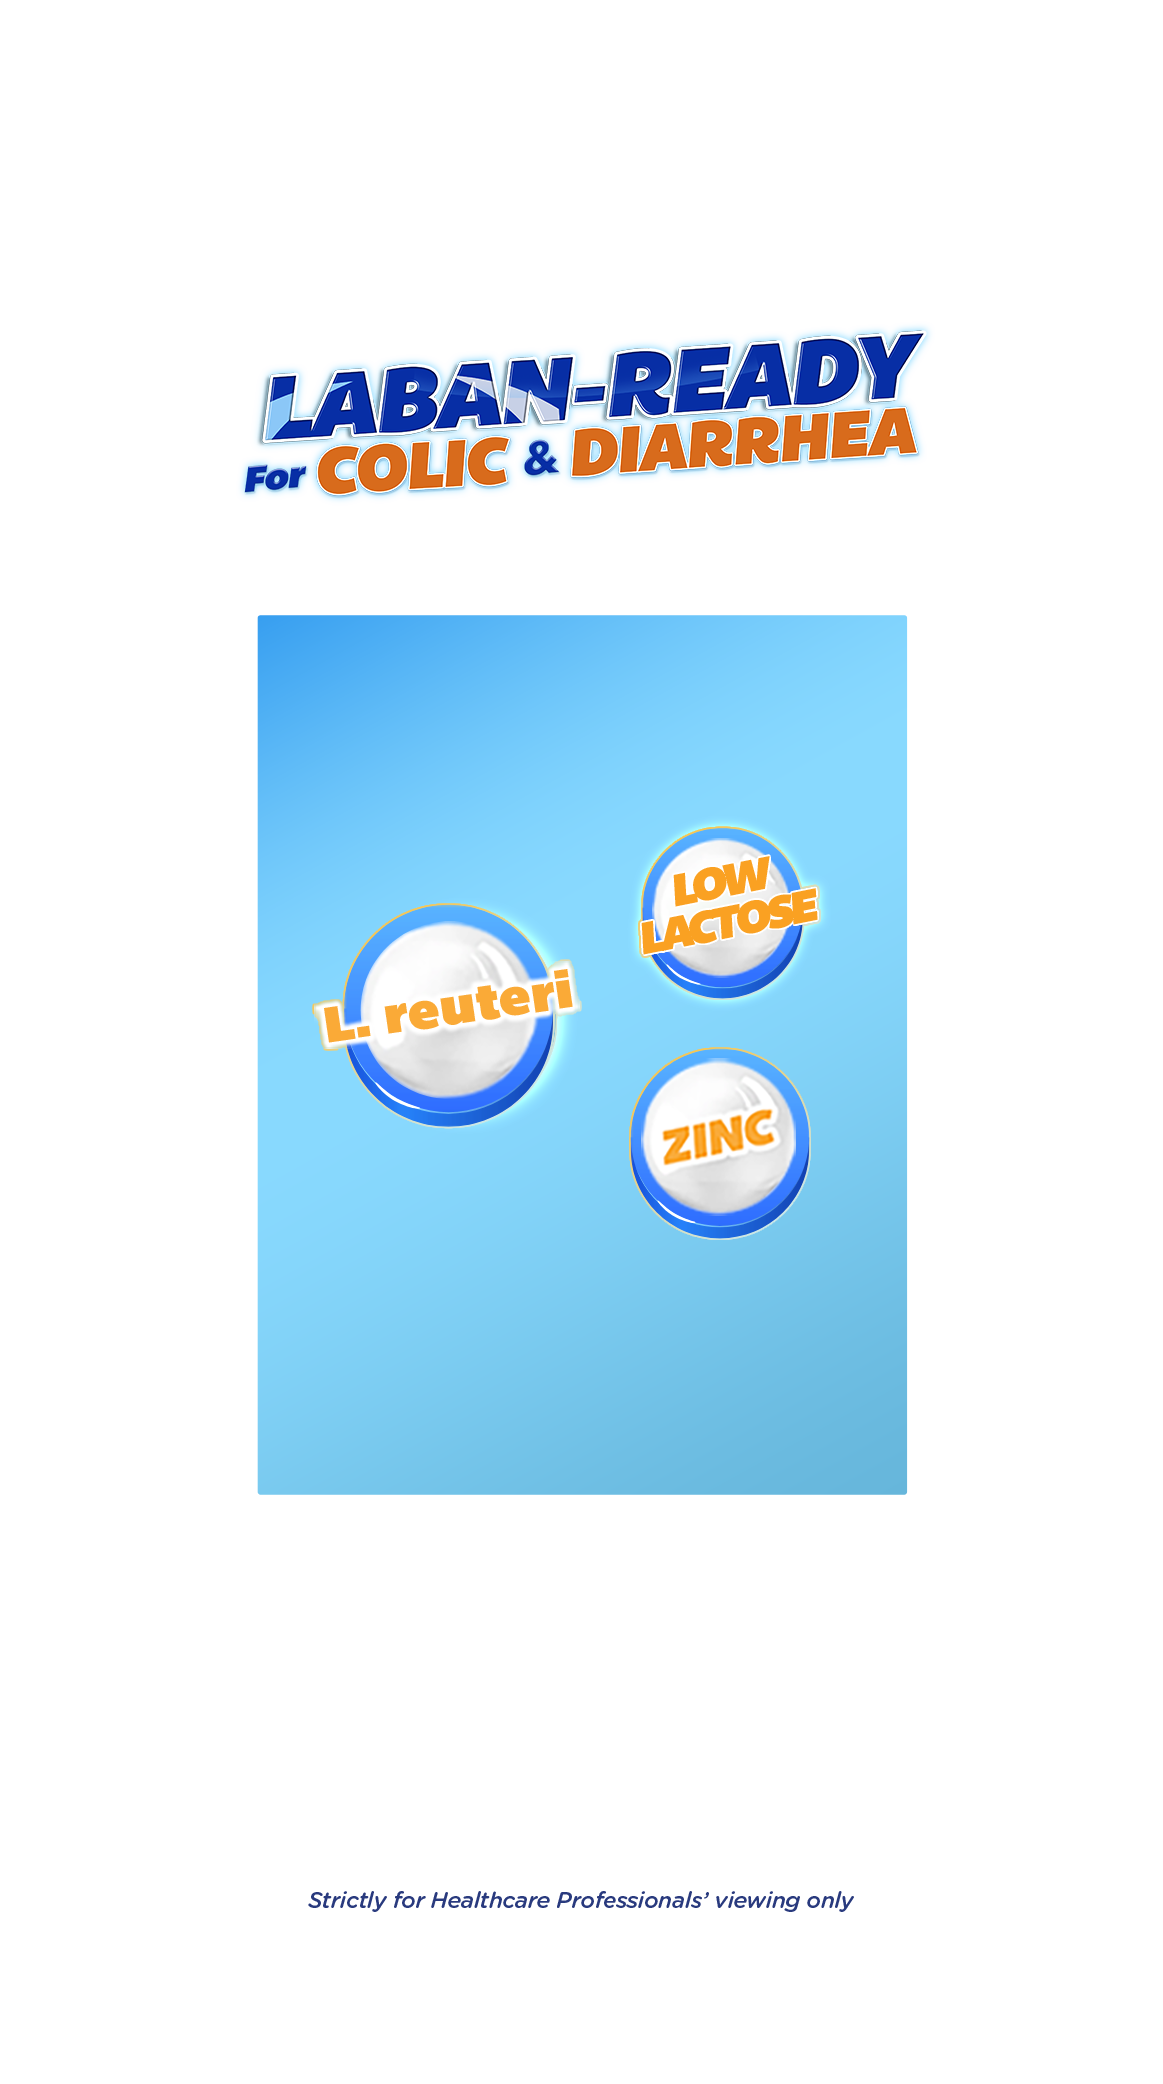 LABAN-READY
For COLIC & DIARRHEA
LOW
LACTOSE
L. reuteri
ZINC
Strictly for Healthcare Professionals’ viewing only